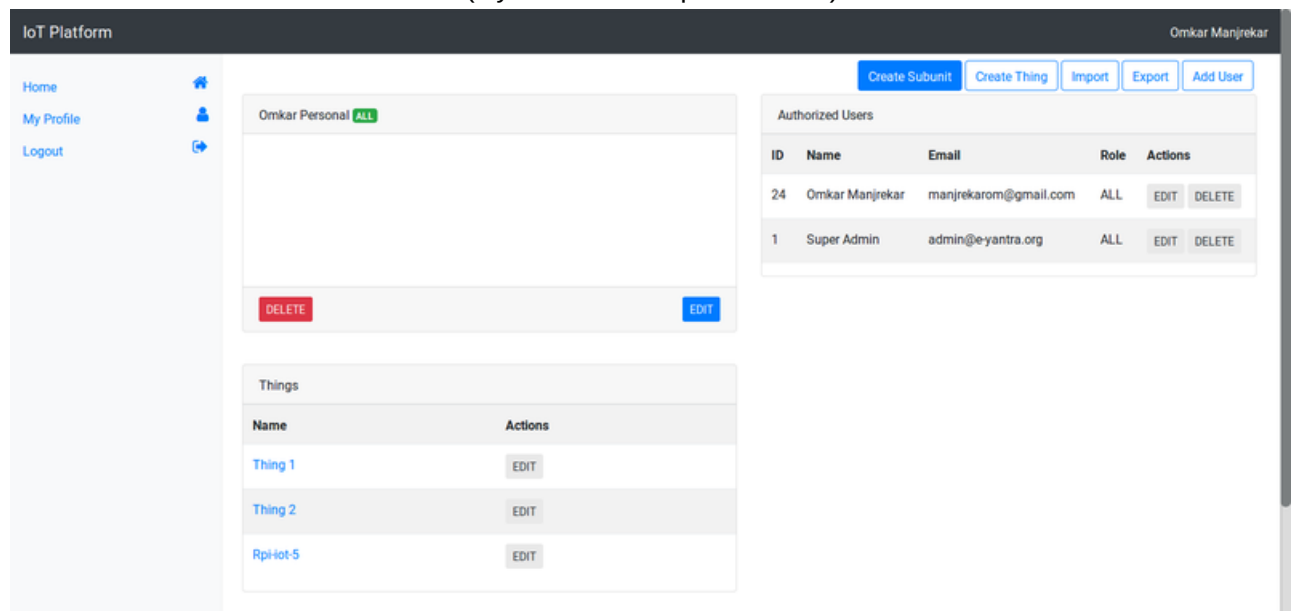 IoT Platform
Omkar Manjrekar
Home
My Profile
Logout
Create Subunit
Create Thing
Import
Export
Add User
Omkar Personal ALL
DELETE
EDIT
Authorized Users
ID Name Email Role Actions
24 Omkar Manjrekar manjrekarom@gmail.com ALL EDIT DELETE
1 Super Admin admin@e-yantra.org ALL EDIT DELETE
Things
Name Actions
Thing 1 EDIT
Thing 2 EDIT
Rpi-iot-5 EDIT